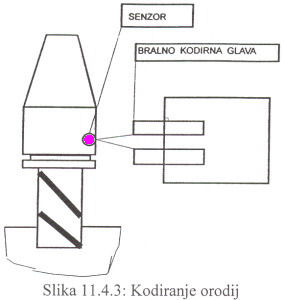 SENZOR
BRALNO KODIRNA GLAVA
Slika 11.4.3: Kodiranje orodij